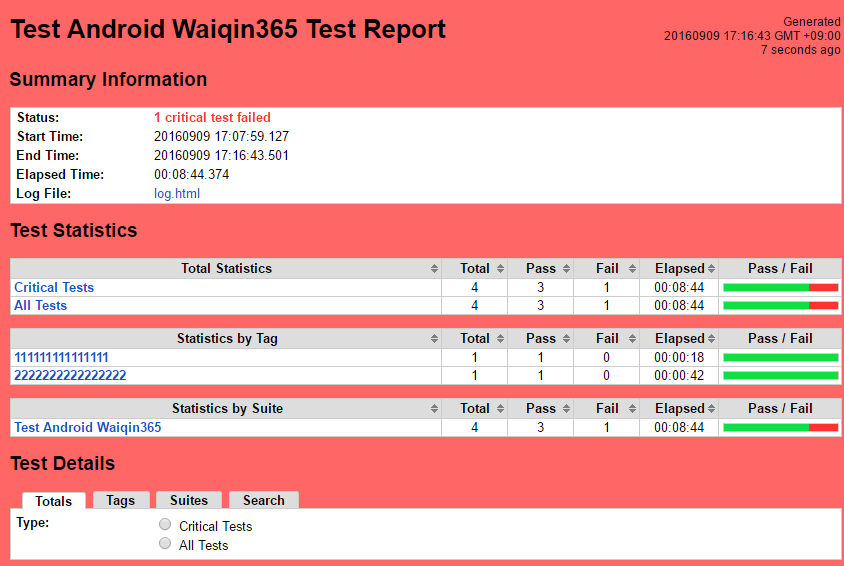 Test Android Waiqin365 Test Report
Generated
20160909 17:16:43 GMT +09:00
7 seconds ago
Summary Information
Status: 1 critical test failed
Start Time: 20160909 17:07:59.127
End Time: 20160909 17:16:43.501
Elapsed Time: 00:08:44.374
Log File: log.html
Test Statistics
Total Statistics Total Pass Fail Elapsed Pass / Fail
Critical Tests 4 3 1 00:08:44
All Tests 4 3 1 00:08:44
Statistics by Tag Total Pass Fail Elapsed Pass / Fail
111111111111111 1 1 0 00:00:18
2222222222222222 1 1 0 00:00:42
Statistics by Suite Total Pass Fail Elapsed Pass / Fail
Test Android Waiqin365 4 3 1 00:08:44
Test Details
Totals Tags Suites Search
Type: Critical Tests
All Tests